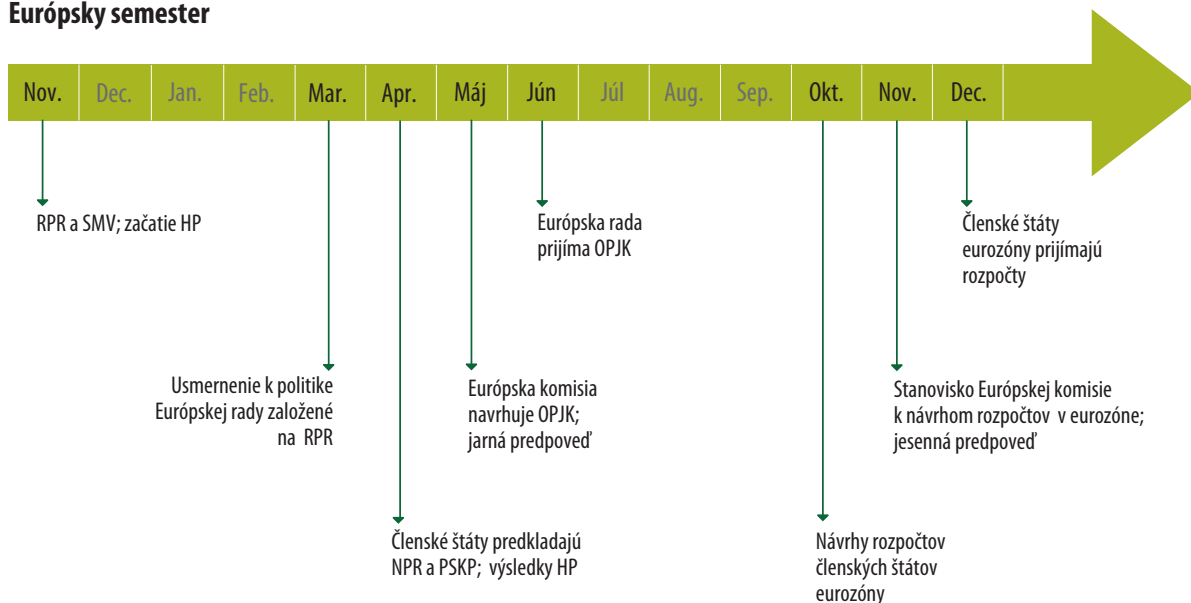 Európsky semester
Nov. Dec. Jan. Feb. Mar. Apr. Máj Jún Júl Aug. Sep. Okt. Nov. Dec.
RPR a SMV; začatie HP
Európska rada
prijíma OPJK
Členské štáty
eurozóny prijímajú
rozpočty
Usmernenie k politike
Európskej rady založené
na RPR
Európska komisia
navrhuje OPJK;
jarná predpoveď
Stanovisko Európskej komisie
k návrhom rozpočtov v eurozóne;
jesenná predpoveď
Členské štáty predkladajú
NPR a PSKP; výsledky HP
Návrhy rozpočtov
členských štátov
eurozóny